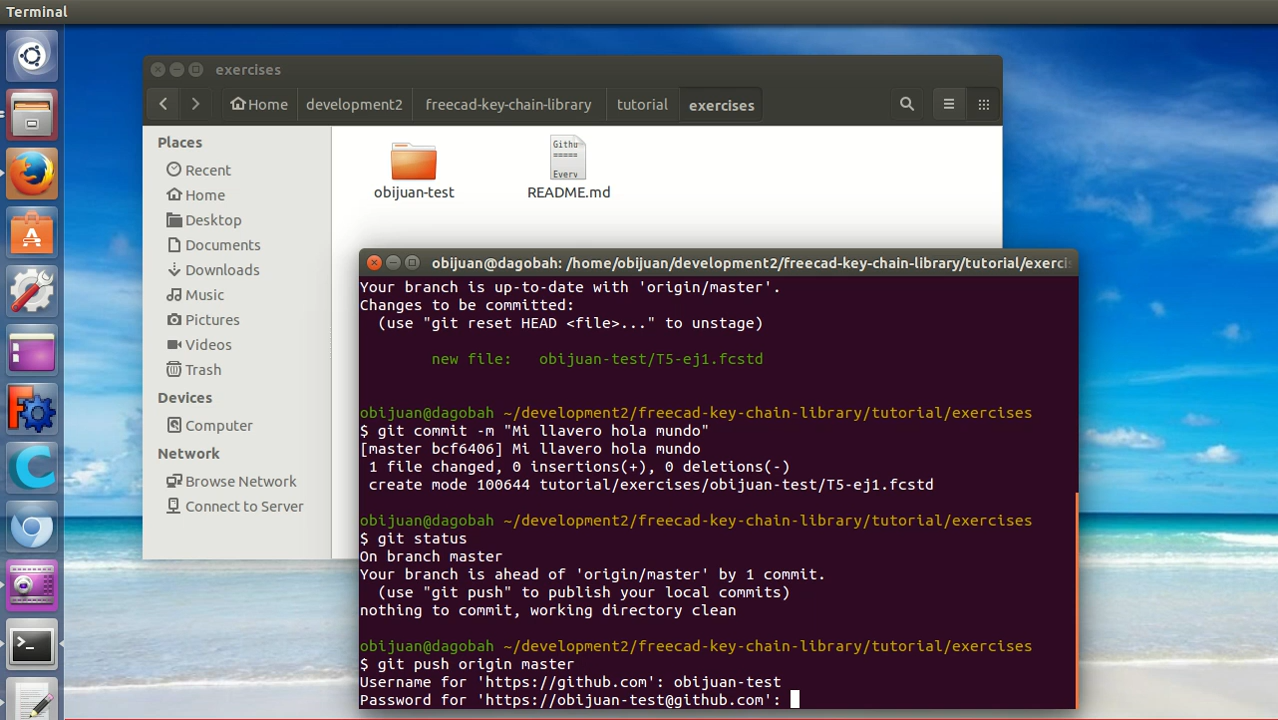 Terminal
exercises
Home
development2
freecad-key-chain-library
tutorial
exercises
Places
Recent
Home
Desktop
Documents
Downloads
Music
Pictures
Videos
Trash
Devices
Computer
Network
Browse Network
Connect to Server
Githu
=====
Everv
obijuan-test
README.md
obijuan@dagobah: /home/obijuan/development2/freecad-key-chain-library/tutorial/exercis
Your branch is up-to-date with 'origin/master'.
Changes to be committed:
(use "git reset HEAD <file>..." to unstage)
new file:   obijuan-test/T5-ej1.fcstd
obijuan@dagobah ~/development2/freecad-key-chain-library/tutorial/exercises
$ git commit -m "Mi llavero hola mundo"
[master bcf6406] Mi llavero hola mundo
1 file changed, 0 insertions(+), 0 deletions(-)
create mode 100644 tutorial/exercises/obijuan-test/T5-ej1.fcstd
obijuan@dagobah ~/development2/freecad-key-chain-library/tutorial/exercises
$ git status
On branch master
Your branch is ahead of 'origin/master' by 1 commit.
(use "git push" to publish your local commits)
nothing to commit, working directory clean
obijuan@dagobah ~/development2/freecad-key-chain-library/tutorial/exercises
$ git push origin master
Username for 'https://github.com': obijuan-test
Password for 'https://obijuan-test@github.com':